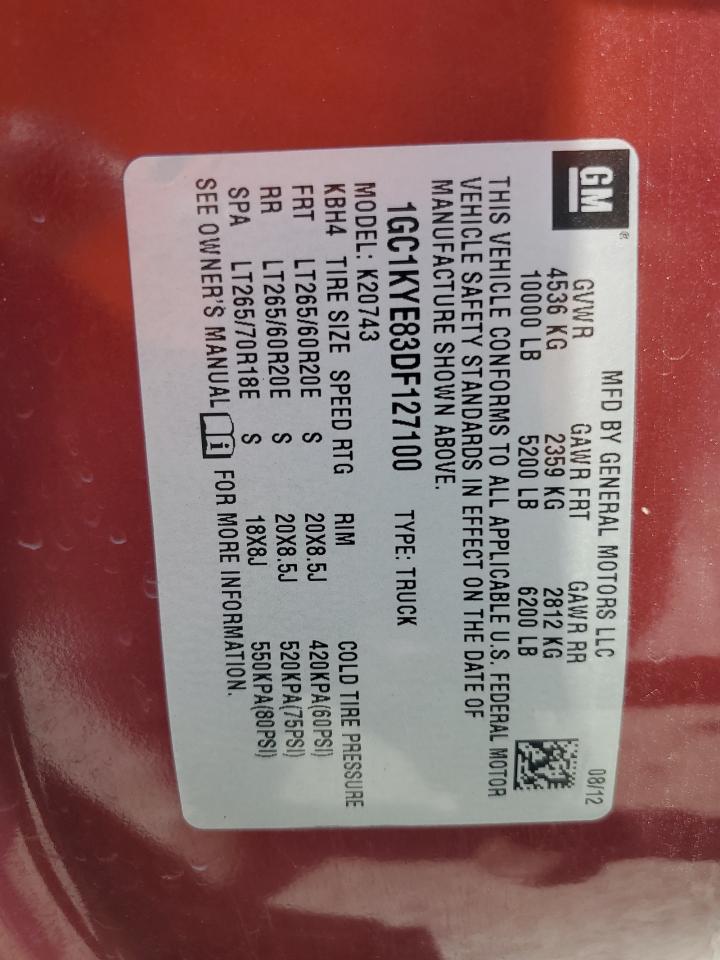 GM ®
MFD BY GENERAL MOTORS LLC 08/12
GVWR GAWR FRT GAWR RR
4536 KG 2359 KG 2812 KG
10000 LB 5200 LB 6200 LB
THIS VEHICLE CONFORMS TO ALL APPLICABLE U.S. FEDERAL MOTOR
VEHICLE SAFETY STANDARDS IN EFFECT ON THE DATE OF
MANUFACTURE SHOWN ABOVE.
1GC1KYE83DF127100 TYPE: TRUCK
MODEL: K20743
KBH4 TIRE SIZE SPEED RTG RIM COLD TIRE PRESSURE
FRT LT265/60R20E S 20X8.5J 420KPA(60PSI)
RR LT265/60R20E S 20X8.5J 520KPA(75PSI)
SPA LT265/70R18E S 18X8J 550KPA(80PSI)
SEE OWNER'S MANUAL i FOR MORE INFORMATION.